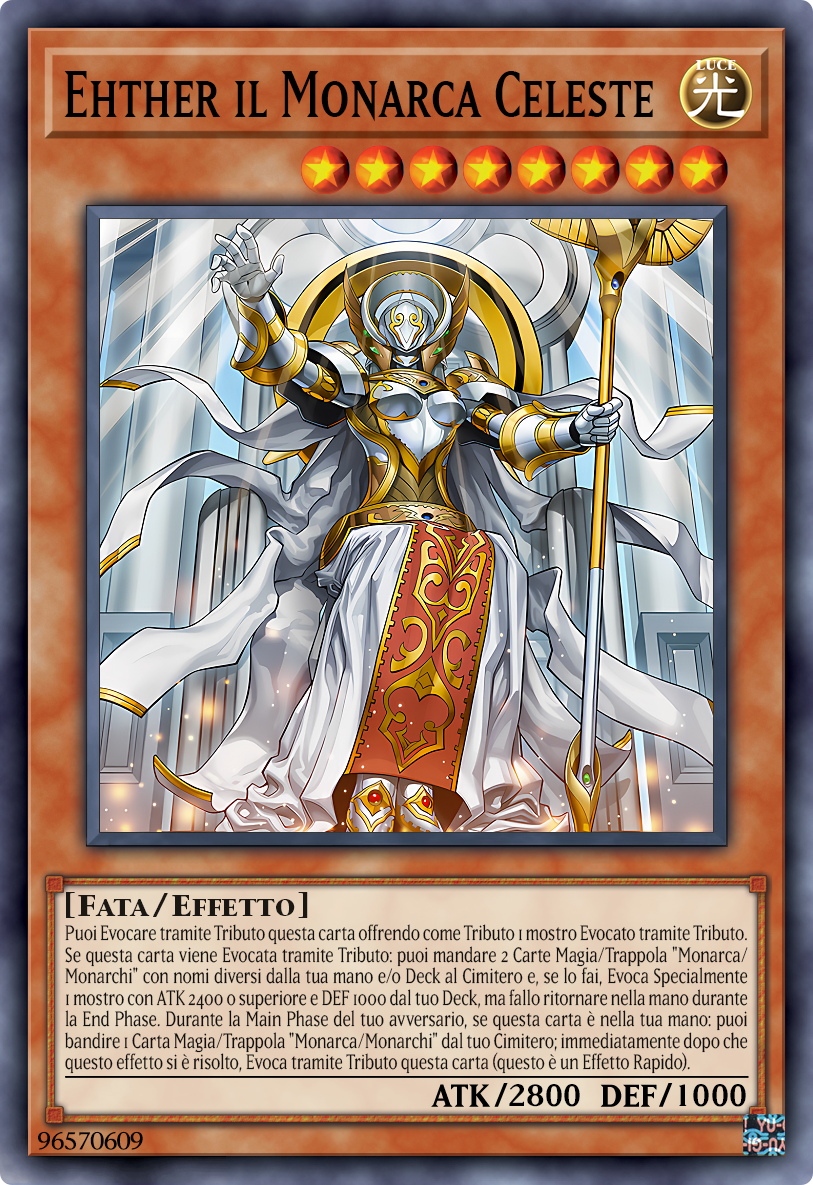 Ehther il Monarca Celeste
LUCE
光
[Fata/Effetto]
Puoi Evocare tramite Tributo questa carta offrendo come Tributo 1 mostro Evocato tramite Tributo.
Se questa carta viene Evocata tramite Tributo: puoi mandare 2 Carte Magia/Trappola "Monarca/
Monarchi" con nomi diversi dalla tua mano e/o Deck al Cimitero e, se lo fai, Evoca Specialmente
1 mostro con ATK 2400 o superiore e DEF 1000 dal tuo Deck, ma fallo ritornare nella mano durante
la End Phase. Durante la Main Phase del tuo avversario, se questa carta è nella tua mano: puoi
bandire 1 Carta Magia/Trappola "Monarca/Monarchi" dal tuo Cimitero; immediatamente dopo che
questo effetto si è risolto, Evoca tramite Tributo questa carta (questo è un Effetto Rapido).
ATK/2800 DEF/1000
96570609